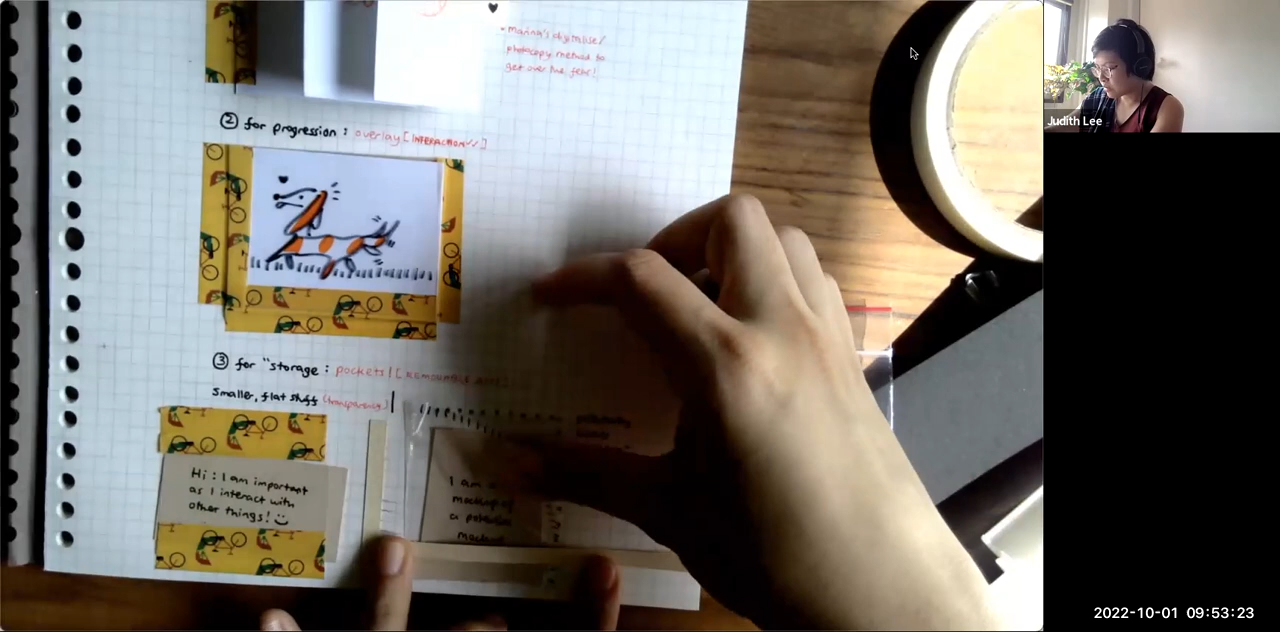 - Marina's digitalise/
photocopy method to
get over the fear!
② for progression : overlay [INTERACTION ✓✓]
③ for "storage : pockets! [REMOVABLE
Smaller, flat stuff (transparency)
Hi : I am important
as I interact with
other things! :)
I am a
mockup of
a potential
Judith Lee
2022-10-01 09:53:23